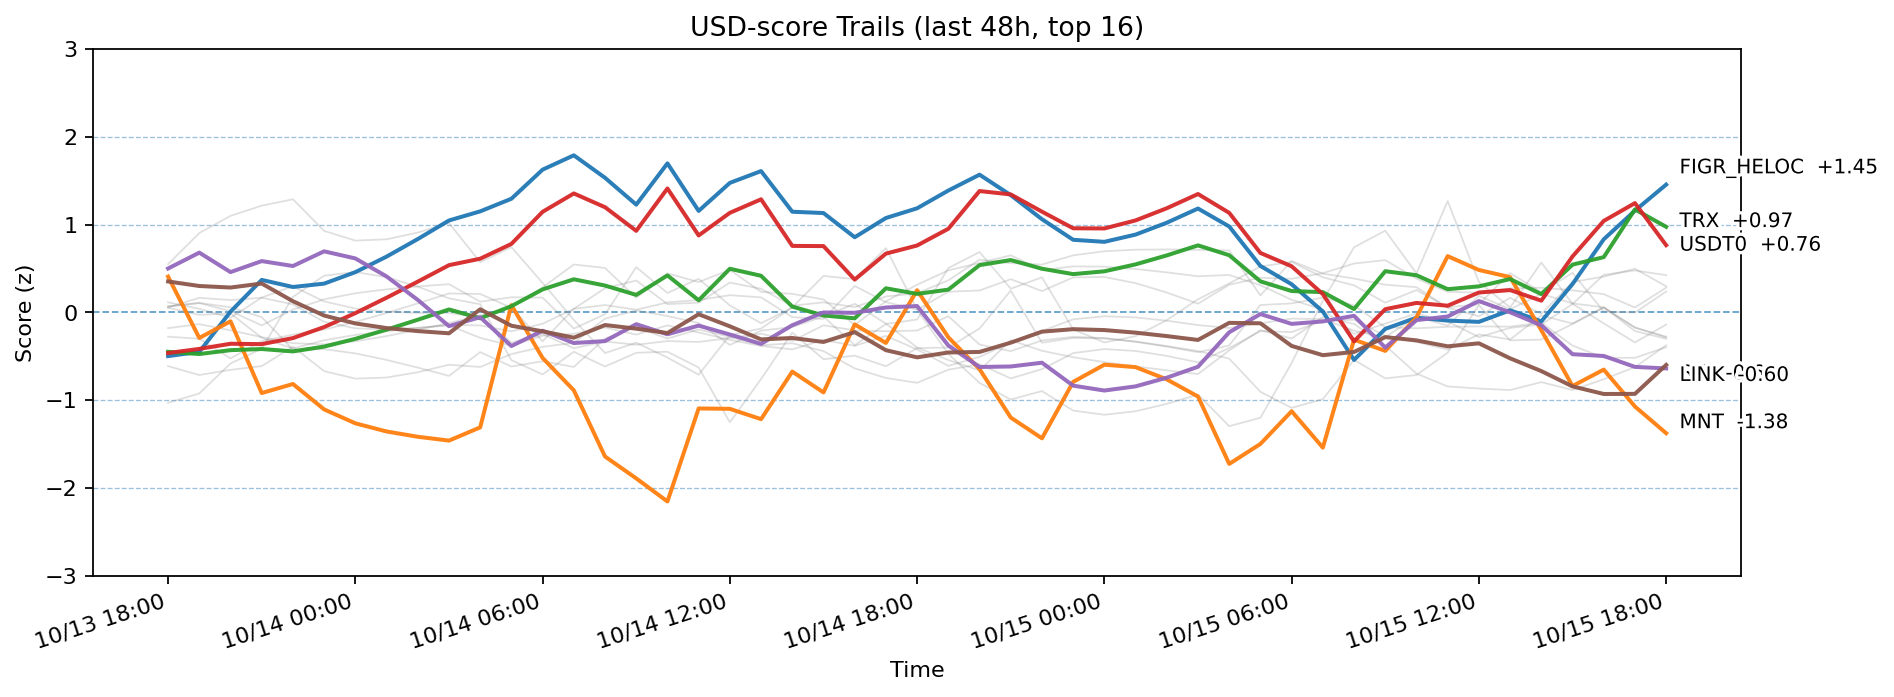 USD-score Trails (last 48h, top 16)
3
2
1
0
−1
−2
−3
Score (z)
FIGR_HELOC +1.45
TRX +0.97
USDT0 +0.76
LINK -0.60
MNT -1.38
10/13 18:00
10/14 00:00
10/14 06:00
10/14 12:00
10/14 18:00
10/15 00:00
10/15 06:00
10/15 12:00
10/15 18:00
Time